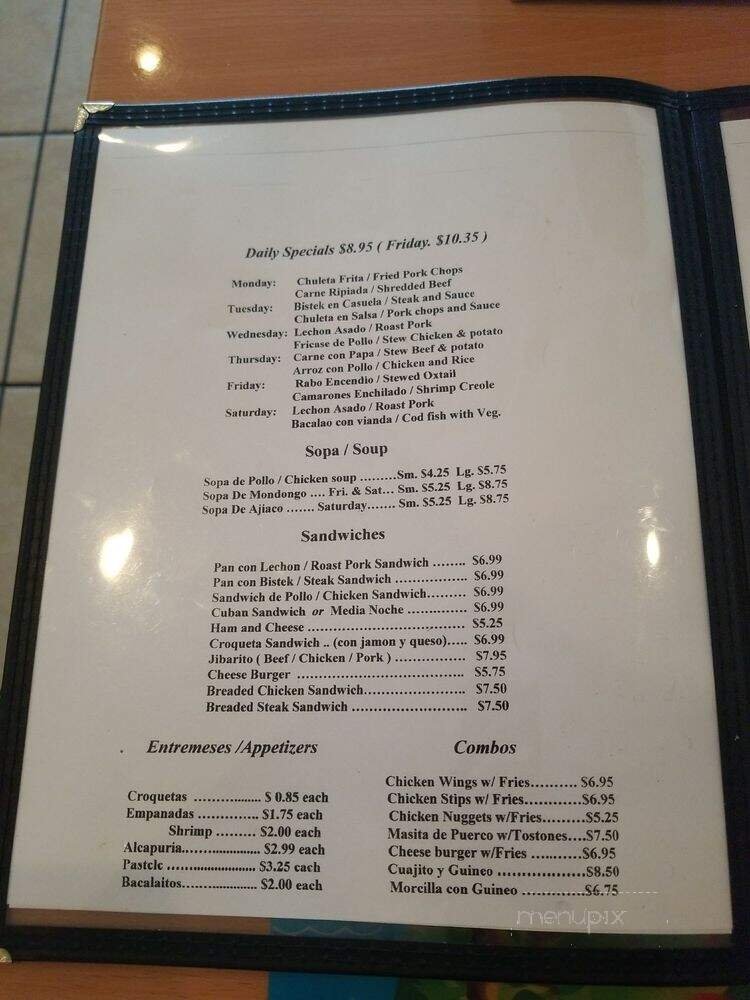 Daily Specials $8.95 ( Friday. $10.35 )
Monday: Chuleta Frita / Fried Pork Chops
Carne Ripiada / Shredded Beef
Tuesday: Bistek en Casuela / Steak and Sauce
Chuleta en Salsa / Pork chops and Sauce
Wednesday: Lechon Asado / Roast Pork
Fricase de Pollo / Stew Chicken & potato
Thursday: Carne con Papa / Stew Beef & potato
Arroz con Pollo / Chicken and Rice
Friday: Rabo Encendio / Stewed Oxtail
Camarones Enchilado / Shrimp Creole
Saturday: Lechon Asado / Roast Pork
Bacalao con vianda / Cod fish with Veg.
Sopa / Soup
Sopa de Pollo / Chicken soup .........Sm. $4.25 Lg. $5.75
Sopa De Mondongo .... Fri. & Sat... Sm. $5.25 Lg. $8.75
Sopa De Ajiaco ....... Saturday....... Sm. $5.25 Lg. $8.75
Sandwiches
Pan con Lechon / Roast Pork Sandwich ........ $6.99
Pan con Bistek / Steak Sandwich ................. $6.99
Sandwich de Pollo / Chicken Sandwich......... $6.99
Cuban Sandwich or Media Noche .............. $6.99
Ham and Cheese ..................................... $5.25
Croqueta Sandwich .. (con jamon y queso)..... $6.99
Jibarito ( Beef / Chicken / Pork ) ................. $7.95
Cheese Burger ........................................ $5.75
Breaded Chicken Sandwich........................ $7.50
Breaded Steak Sandwich ........................... $7.50
Entremeses /Appetizers
Croquetas ................ $ 0.85 each
Empanadas .............. $1.75 each
Shrimp ......... $2.00 each
Alcapuria................... $2.99 each
Pastele ...................... $3.25 each
Bacalaitos.................. $2.00 each
Combos
Chicken Wings w/ Fries.......... $6.95
Chicken Stips w/ Fries............$6.95
Chicken Nuggets w/Fries.........$5.25
Masita de Puerco w/Tostones....$7.50
Cheese burger w/Fries ...........$6.95
Cuajito y Guineo ...................$8.50
Morcilla con Guineo .............$6.75
menupix